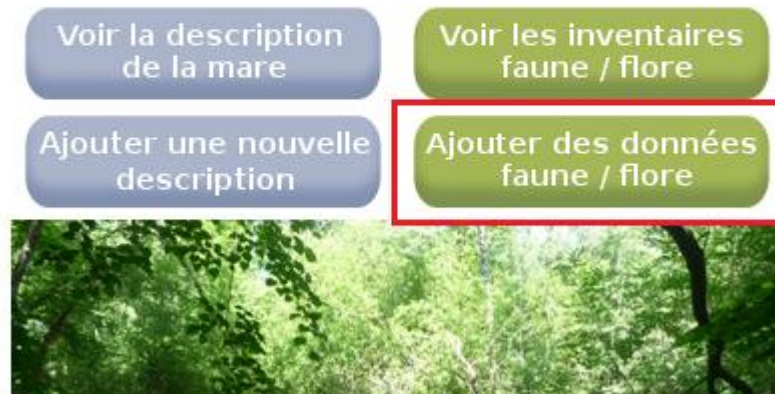 Voir la description
de la mare
Voir les inventaires
faune / flore
Ajouter une nouvelle
description
Ajouter des données
faune / flore